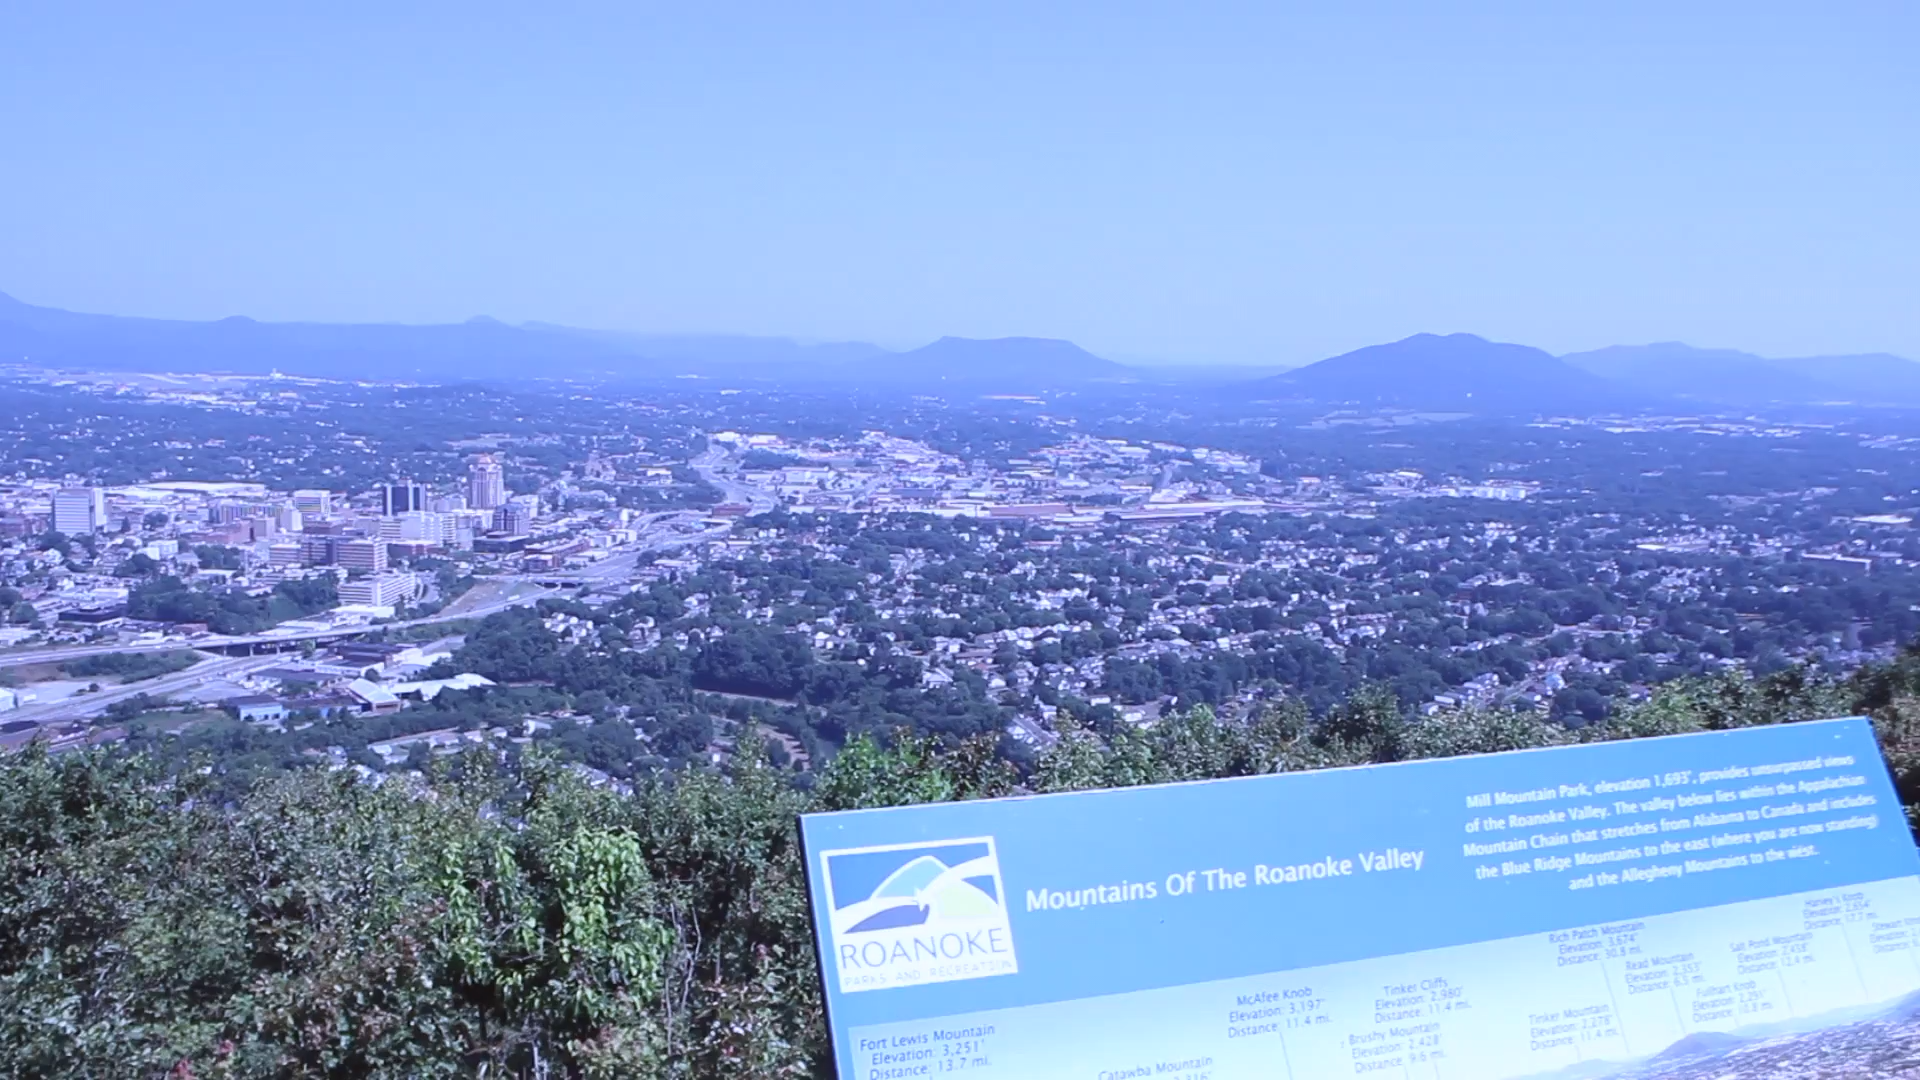 Mountains Of The Roanoke Valley
Mill Mountain Park, elevation 1,693', provides unsurpassed views
of the Roanoke Valley. The valley below lies within the Appalachian
Mountain Chain that stretches from Alabama to Canada and includes
the Blue Ridge Mountains to the east (where you are now standing)
and the Allegheny Mountains to the west.
ROANOKE
PARKS AND RECREATION
Fort Lewis Mountain
Elevation: 3,251'
Distance: 13.7 mi.
Catawba Mountain
McAfee Knob
Elevation: 3,197'
Distance: 11.4 mi.
Tinker Cliffs
Elevation: 2,980'
Distance: 11.4 mi.
Brushy Mountain
Elevation: 2,428'
Distance: 9.6 mi.
Rich Patch Mountain
Elevation: 3,674'
Distance: 30.8 mi.
Tinker Mountain
Elevation: 2,278'
Distance: 11.4 mi.
Read Mountain
Elevation: 2,353'
Distance: 6.5 mi.
Fullhart Knob
Elevation: 2,291'
Distance: 10.8 mi.
Salt Pond Mountain
Elevation:
Distance: 12.4 mi.
Harvey's Knob
Elevation:
Distance: